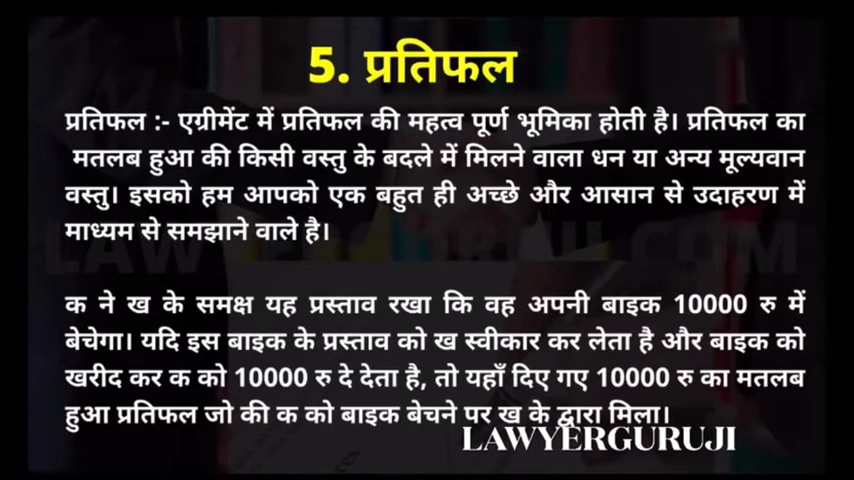 5. प्रतिफल
प्रतिफल :- एग्रीमेंट में प्रतिफल की महत्व पूर्ण भूमिका होती है। प्रतिफल का
मतलब हुआ की किसी वस्तु के बदले में मिलने वाला धन या अन्य मूल्यवान
वस्तु। इसको हम आपको एक बहुत ही अच्छे और आसान से उदाहरण में
माध्यम से समझाने वाले है।
क ने ख के समक्ष यह प्रस्ताव रखा कि वह अपनी बाइक 10000 रु में
बेचेगा। यदि इस बाइक के प्रस्ताव को ख स्वीकार कर लेता है और बाइक को
खरीद कर क को 10000 रु दे देता है, तो यहाँ दिए गए 10000 रु का मतलब
हुआ प्रतिफल जो की क को बाइक बेचने पर ख के द्वारा मिला।
LAWYERGURUJI